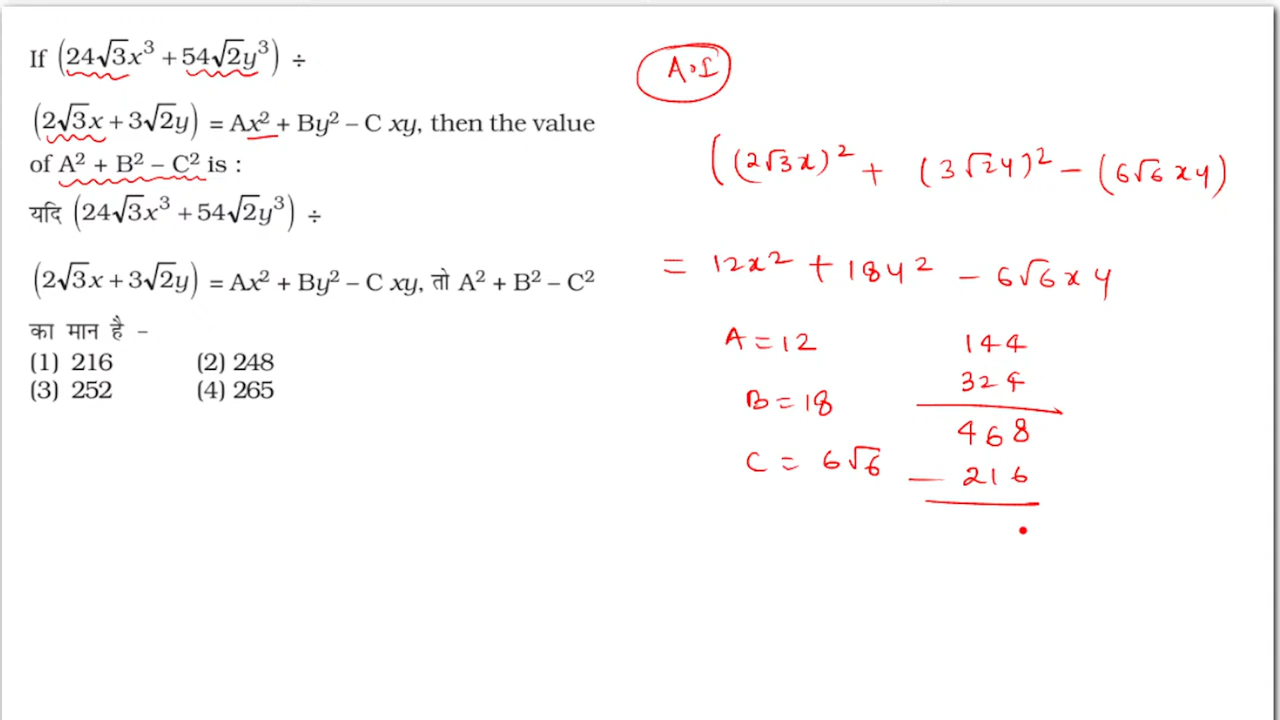 If (24√3x³ + 54√2y³) ÷
(2√3x + 3√2y) = Ax² + By² – C xy, then the value
of A² + B² – C² is :
यदि (24√3x³ + 54√2y³) ÷
(2√3x + 3√2y) = Ax² + By² – C xy, तो A² + B² – C²
का मान है –
(1) 216 (2) 248
(3) 252 (4) 265
A.I
((2√3x)² + (3√2y)² – (6√6xy)
= 12x² + 18y² – 6√6xy
A = 12
B = 18
C = 6√6
144
324
468
– 216